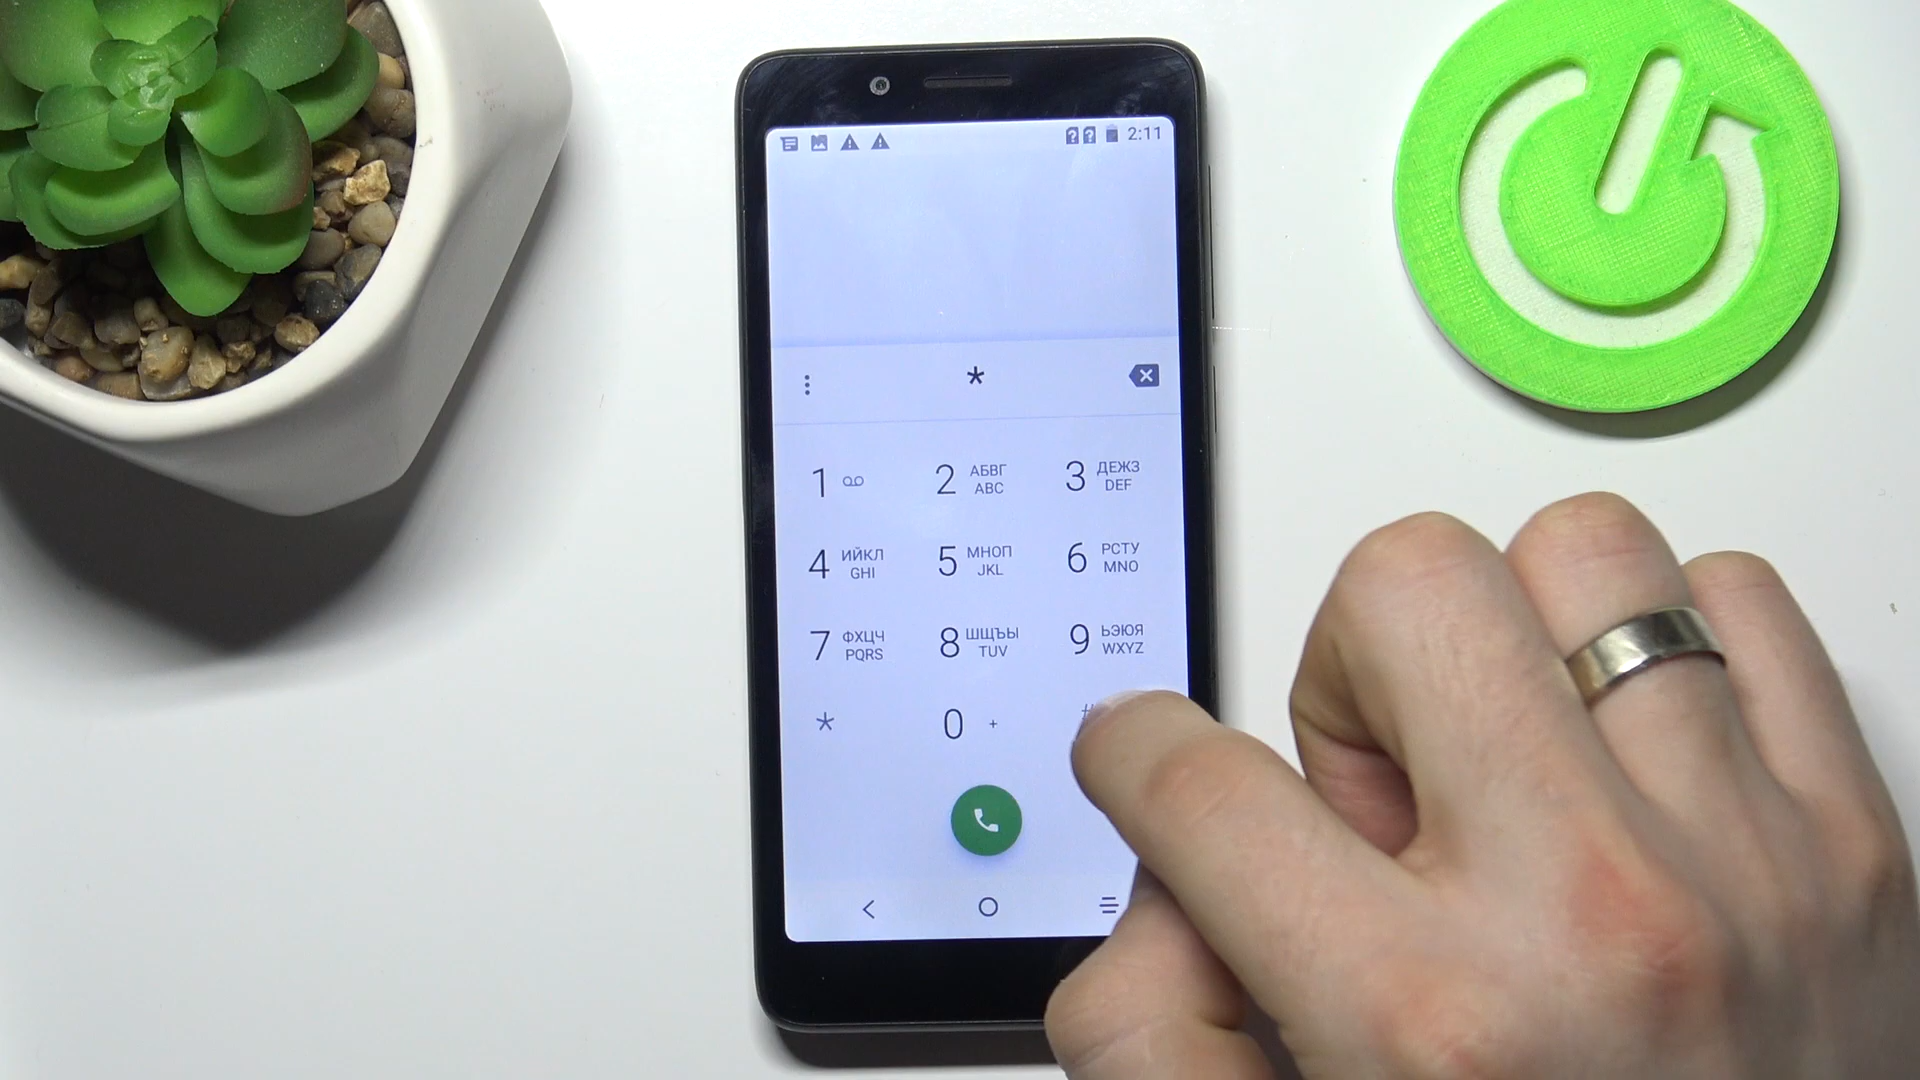 2:11
*
1
2 АБВГ
ABC
3 ДЕЖЗ
DEF
4 ИЙКЛ
GHI
5 МНОП
JKL
6 РСТУ
MNO
7 ФХЦЧ
PQRS
8 ШЩЪЫ
TUV
9 ЬЭЮЯ
WXYZ
*
0 +
#